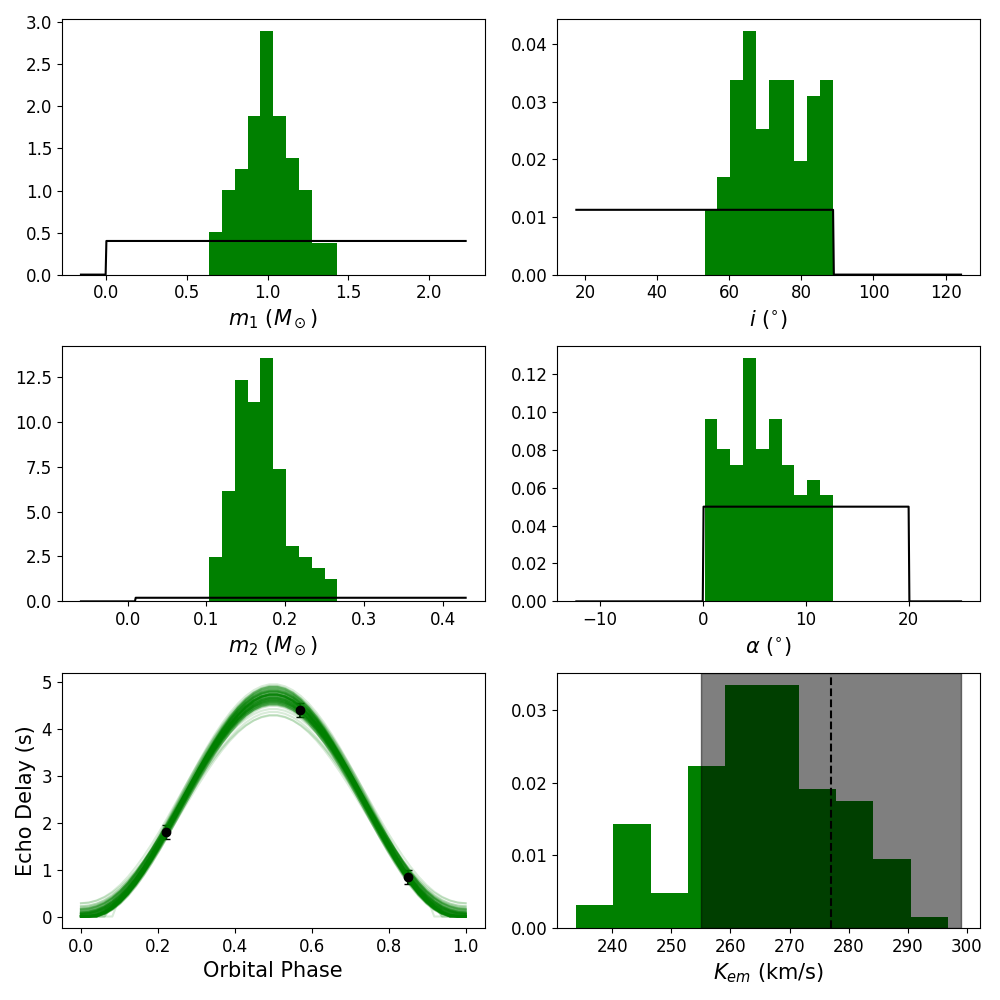 3.0
2.5
2.0
1.5
1.0
0.5
0.0
0.0 0.5 1.0 1.5 2.0
m₁ (M⊙)
0.04
0.03
0.02
0.01
0.00
20 40 60 80 100 120
i (°)
12.5
10.0
7.5
5.0
2.5
0.0
0.0 0.1 0.2 0.3 0.4
m₂ (M⊙)
0.12
0.10
0.08
0.06
0.04
0.02
0.00
−10 0 10 20
α (°)
5
4
3
2
1
0
Echo Delay (s)
0.0 0.2 0.4 0.6 0.8 1.0
Orbital Phase
0.03
0.02
0.01
0.00
240 250 260 270 280 290 300
Kem (km/s)